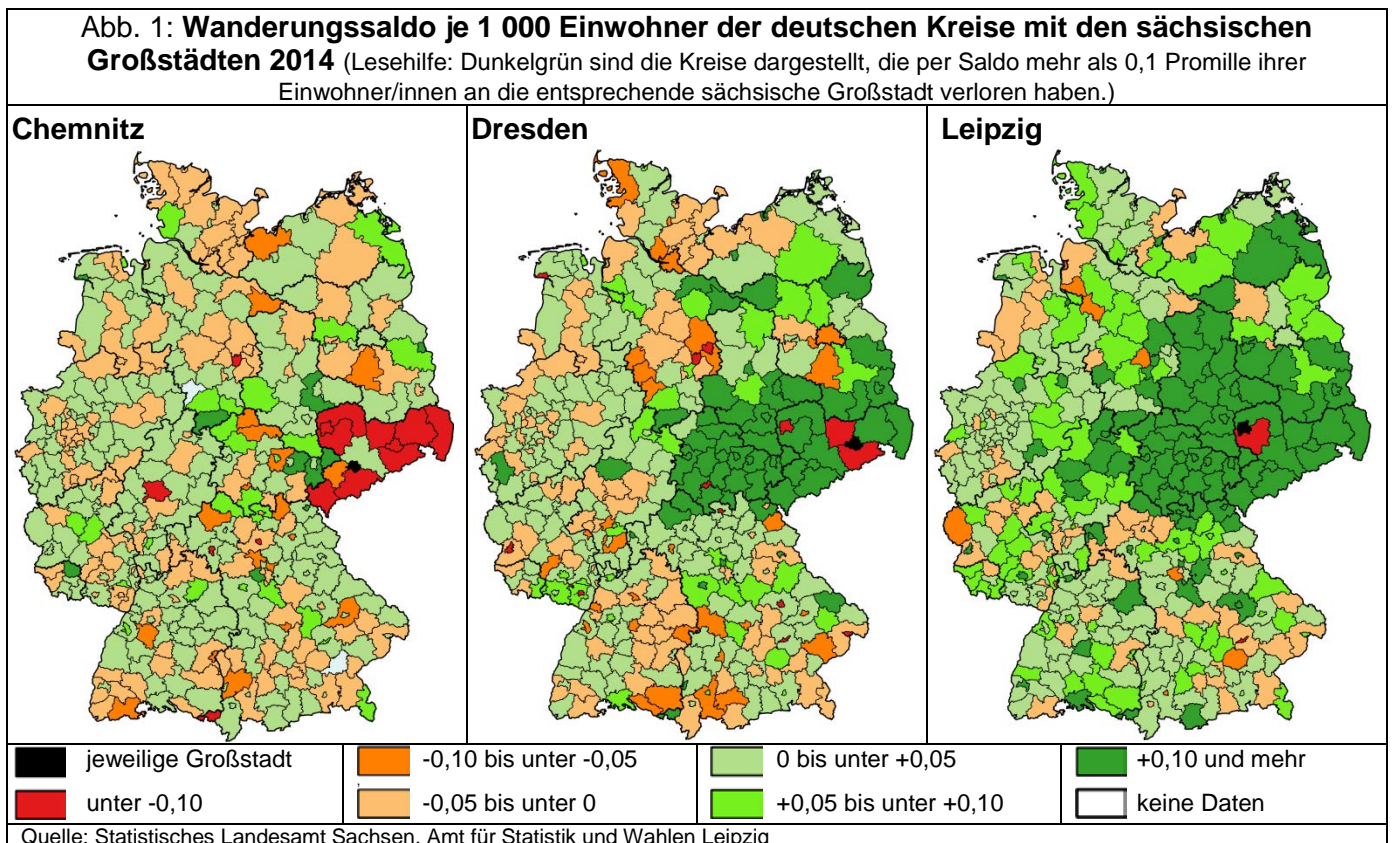 Abb. 1: Wanderungssaldo je 1 000 Einwohner der deutschen Kreise mit den sächsischen
Großstädten 2014 (Lesehilfe: Dunkelgrün sind die Kreise dargestellt, die per Saldo mehr als 0,1 Promille ihrer
Einwohner/innen an die entsprechende sächsische Großstadt verloren haben.)
Chemnitz
Dresden
Leipzig
jeweilige Großstadt
-0,10 bis unter -0,05
0 bis unter +0,05
+0,10 und mehr
unter -0,10
-0,05 bis unter 0
+0,05 bis unter +0,10
keine Daten
Quelle: Statistisches Landesamt Sachsen, Amt für Statistik und Wahlen Leipzig